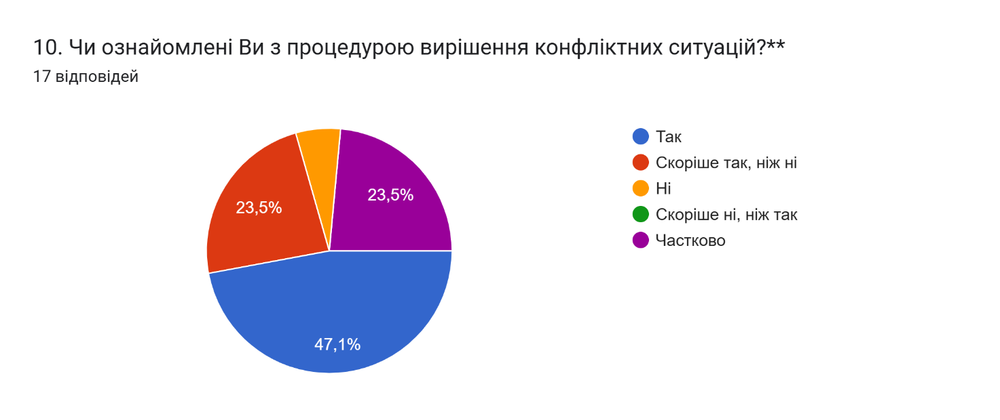 10. Чи ознайомлені Ви з процедурою вирішення конфліктних ситуацій?**
17 відповідей
Так
Скоріше так, ніж ні
Ні
Скоріше ні, ніж так
Частково
23,5%
23,5%
47,1%